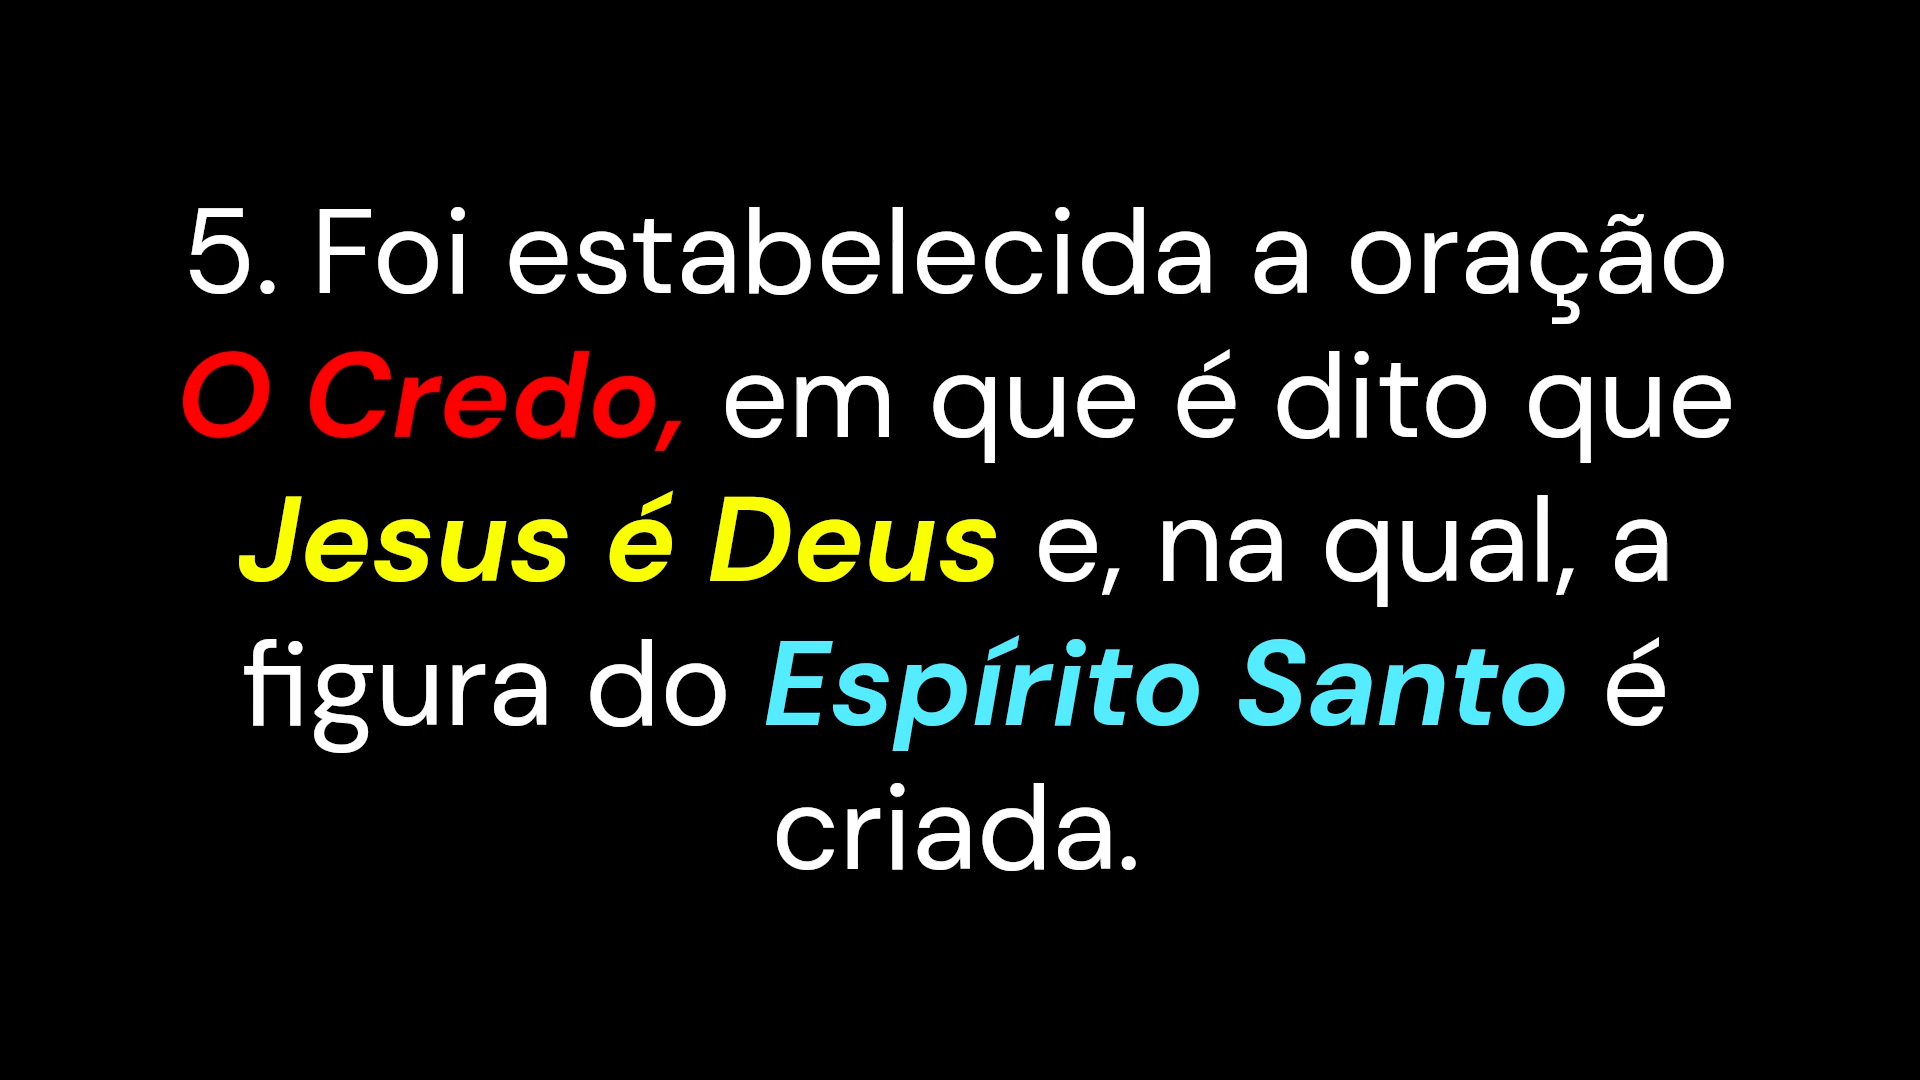 5. Foi estabelecida a oração
O Credo, em que é dito que
Jesus é Deus e, na qual, a
figura do Espírito Santo é
criada.